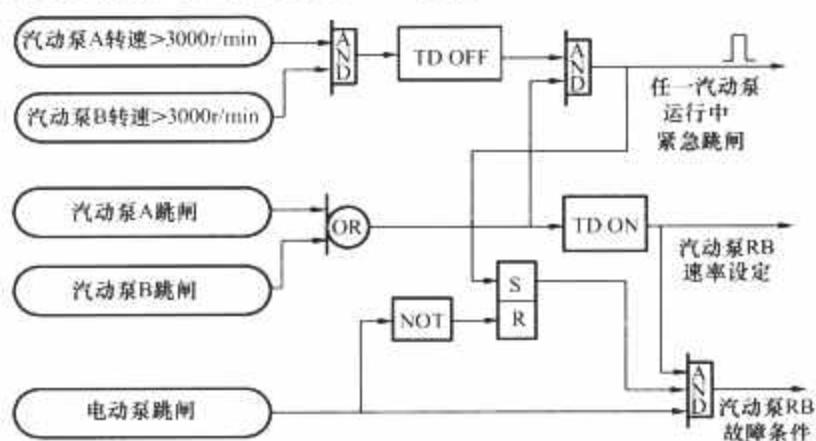 汽动泵A转速>3000r/min
汽动泵B转速>3000r/min
AND
TD OFF
AND
任一汽动泵
运行中
紧急跳闸
汽动泵A跳闸
汽动泵B跳闸
OR
TD ON
汽动泵RB
速率设定
S
R
NOT
电动泵跳闸
AND
汽动泵RB
故障条件